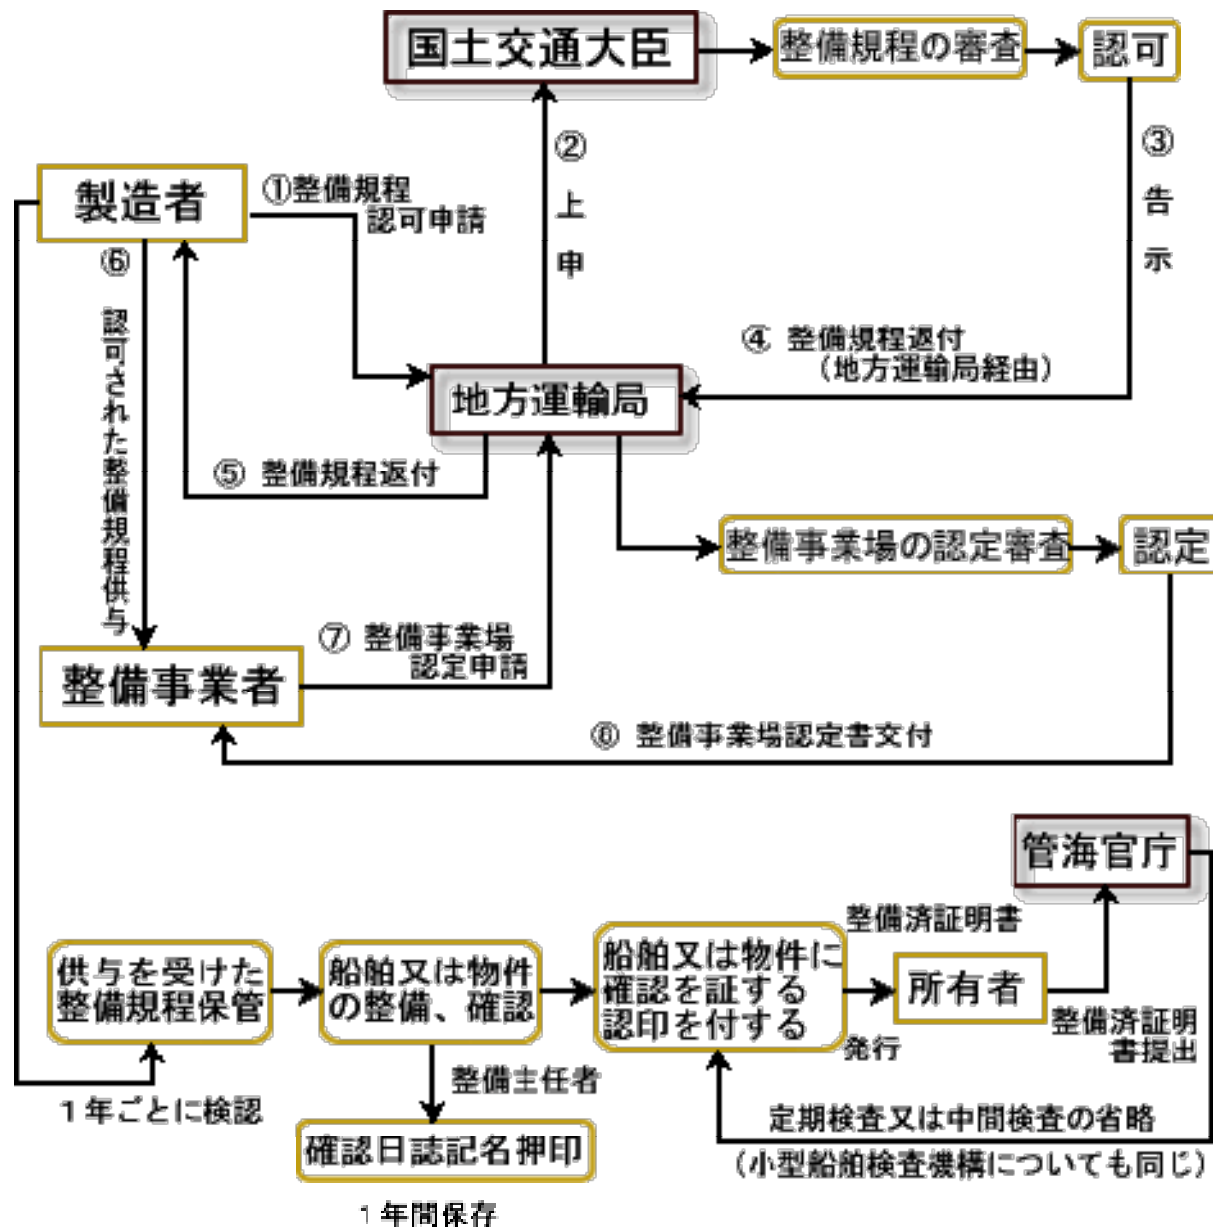 国土交通大臣
整備規程の審査
認可
②上申
③告示
製造者
①整備規程
認可申請
④ 整備規程返付
(地方運輸局経由)
地方運輸局
⑤ 整備規程返付
⑥認可された整備規程供与
整備事業場の認定審査
認定
⑦ 整備事業場
認定申請
整備事業者
整備事業場認定書交付
管海官庁
整備済証明書
供与を受けた
整備規程保管
船舶又は物件
の整備、確認
船舶又は物件に
確認を証する
認印を付する
所有者
発行
整備済証明
書提出
整備主任者
1年ごとに検認
定期検査又は中間検査の省略
確認日誌記名押印
(小型船舶検査機構についても同じ)
1年間保存